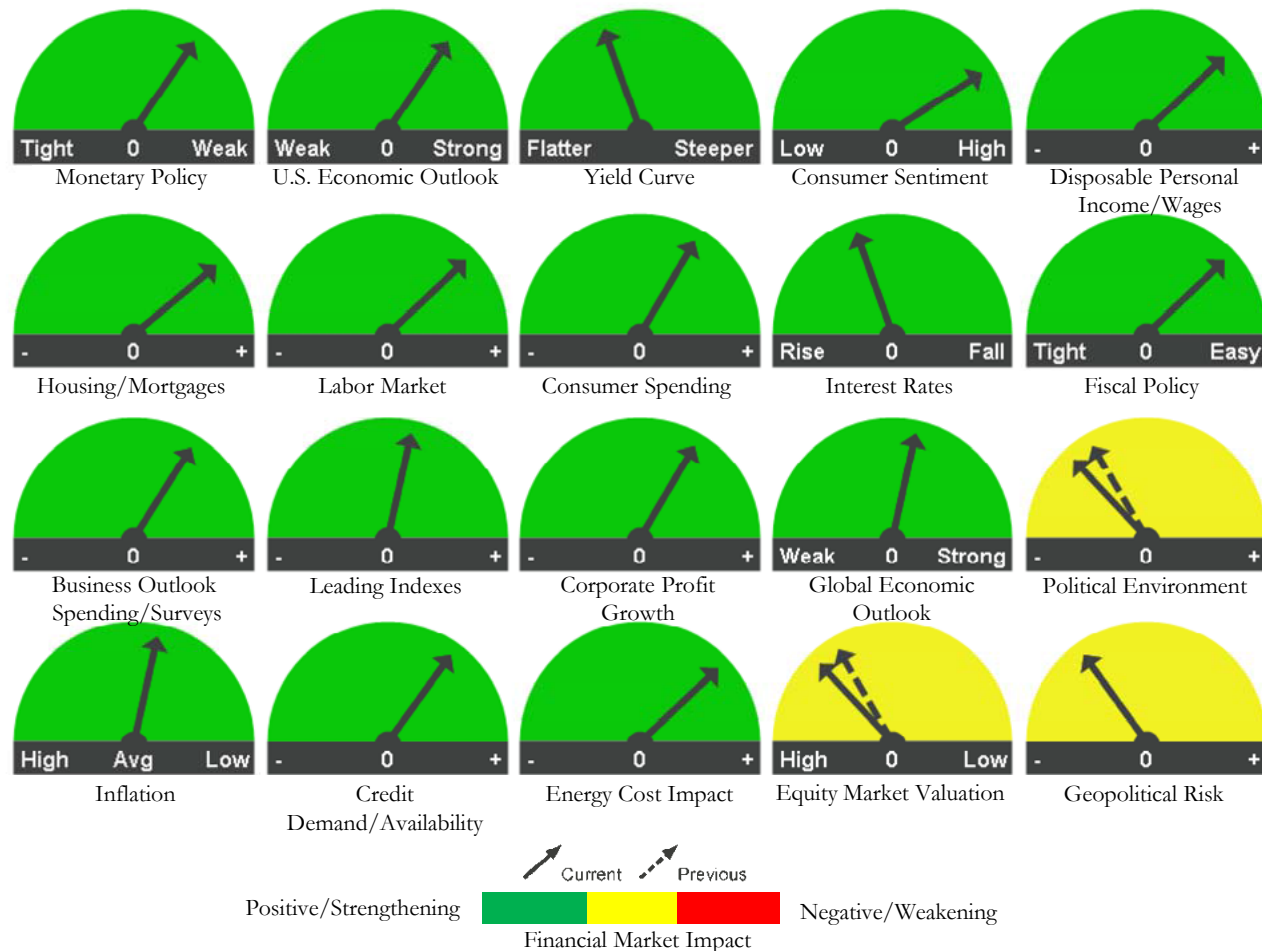 Tight 0 Weak
Monetary Policy
Weak 0 Strong
U.S. Economic Outlook
Flatter Steeper
Yield Curve
Low 0 High
Consumer Sentiment
- 0 +
Disposable Personal
Income/Wages
- 0 +
Housing/Mortgages
- 0 +
Labor Market
- 0 +
Consumer Spending
Rise 0 Fall
Interest Rates
Tight 0 Easy
Fiscal Policy
- 0 +
Business Outlook
Spending/Surveys
- 0 +
Leading Indexes
- 0 +
Corporate Profit
Growth
Weak 0 Strong
Global Economic
Outlook
- 0 +
Political Environment
High Avg Low
Inflation
- 0 +
Credit
Demand/Availability
- 0 +
Energy Cost Impact
High 0 Low
Equity Market Valuation
- 0 +
Geopolitical Risk
Current Previous
Positive/Strengthening Negative/Weakening
Financial Market Impact